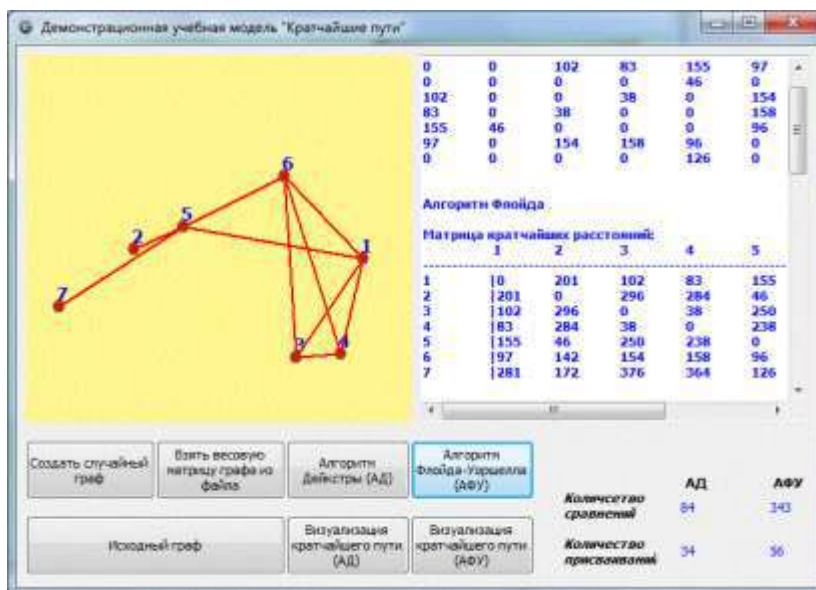 Демонстрационная учебная модель "Кратчайшие пути"
0 0 102 83 155 97
0 0 0 0 46 0
102 0 0 38 0 154
83 0 38 0 0 158
155 46 0 0 0 96
97 0 154 158 96 0
0 0 0 0 126 0
Алгоритм Флойда
Матрица кратчайших расстояний:
1 2 3 4 5
1 |0 201 102 83 155
2 |201 0 296 284 46
3 |102 296 0 38 250
4 |83 284 38 0 238
5 |155 46 250 238 0
6 |97 142 154 158 96
7 |281 172 376 364 126
6
5
2
1
7
3
4
Создать случайный граф
Взять весовую матрицу графа из файла
Алгоритм Дейкстры (АД)
Алгоритм Флойда-Уоршелла (АФУ)
АД АФУ
Количсетво сравнений 84 343
Исходный граф
Визуализация кратчайшего пути (АД)
Визуализация кратчайшего пути (АФУ)
Количество присваиваний 34 36